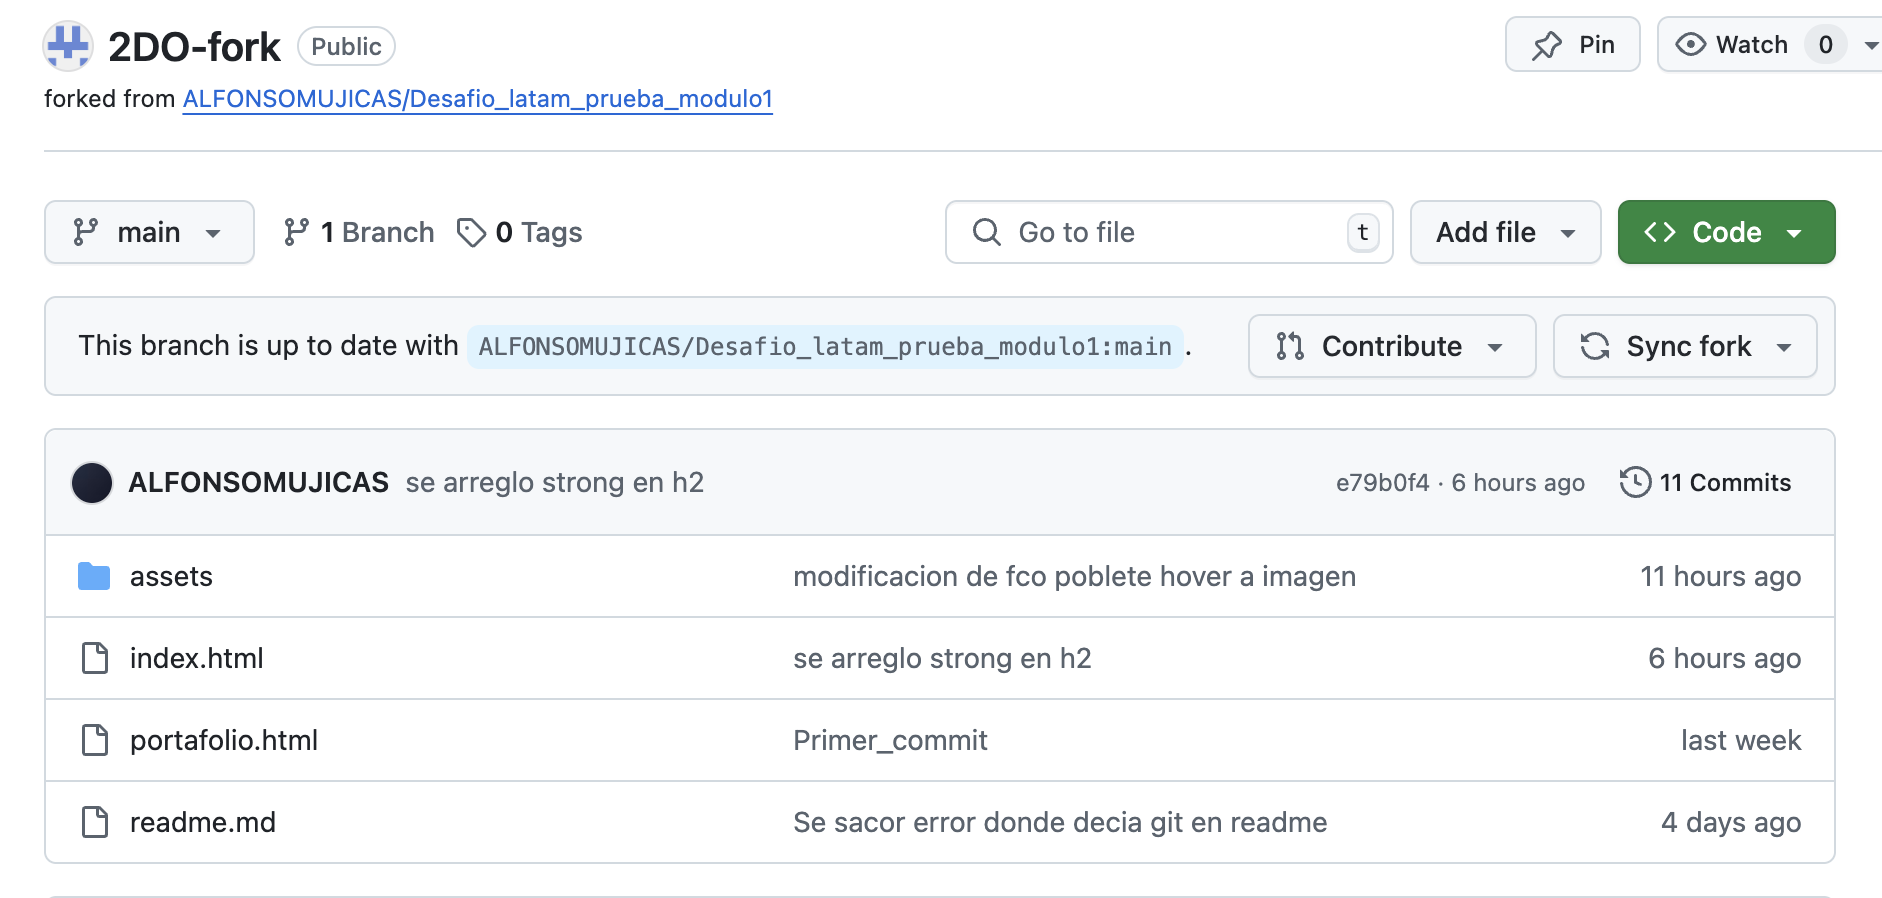 2DO-fork Public Pin Watch 0
forked from ALFONSOMUJICAS/Desafio_latam_prueba_modulo1
main 1 Branch 0 Tags Go to file t Add file Code
This branch is up to date with ALFONSOMUJICAS/Desafio_latam_prueba_modulo1:main . Contribute Sync fork
ALFONSOMUJICAS se arreglo strong en h2 e79b0f4 · 6 hours ago 11 Commits
assets modificacion de fco poblete hover a imagen 11 hours ago
index.html se arreglo strong en h2 6 hours ago
portafolio.html Primer_commit last week
readme.md Se sacor error donde decia git en readme 4 days ago